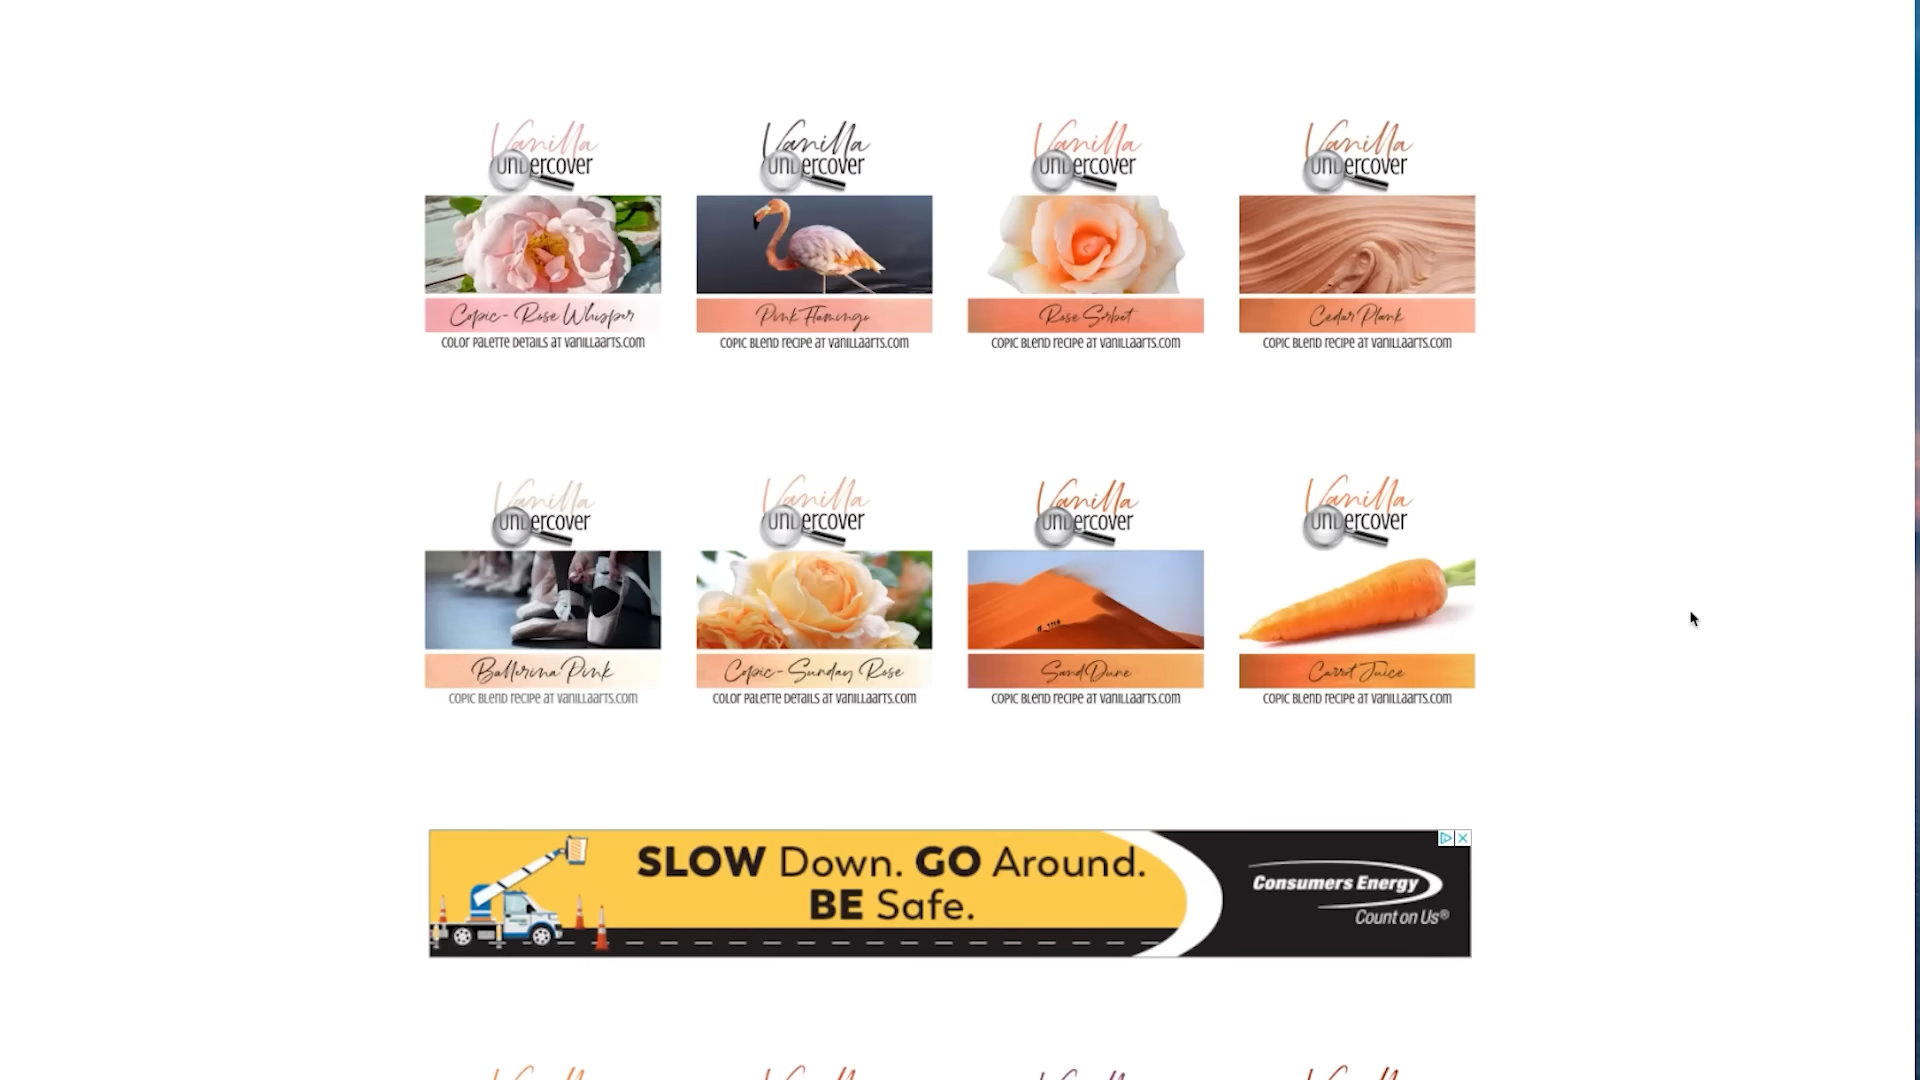 Vanilla Vanilla Vanilla Vanilla
UNDERCOVER UNDERCOVER UNDERCOVER UNDERCOVER
Copic - Rose Whisper Pink Flamingo Rose Sorbet Cedar Plank
COLOR PALETTE DETAILS AT VANILLAARTS.COM COPIC BLEND RECIPE AT VANILLAARTS.COM COPIC BLEND RECIPE AT VANILLAARTS.COM COPIC BLEND RECIPE AT VANILLAARTS.COM
Vanilla Vanilla Vanilla Vanilla
UNDERCOVER UNDERCOVER UNDERCOVER UNDERCOVER
Ballerina Pink Copic - Sunday Rose Sand Dune Carrot Juice
COPIC BLEND RECIPE AT VANILLAARTS.COM COLOR PALETTE DETAILS AT VANILLAARTS.COM COPIC BLEND RECIPE AT VANILLAARTS.COM COPIC BLEND RECIPE AT VANILLAARTS.COM
SLOW Down. GO Around.
BE Safe.
Consumers Energy
Count on Us®